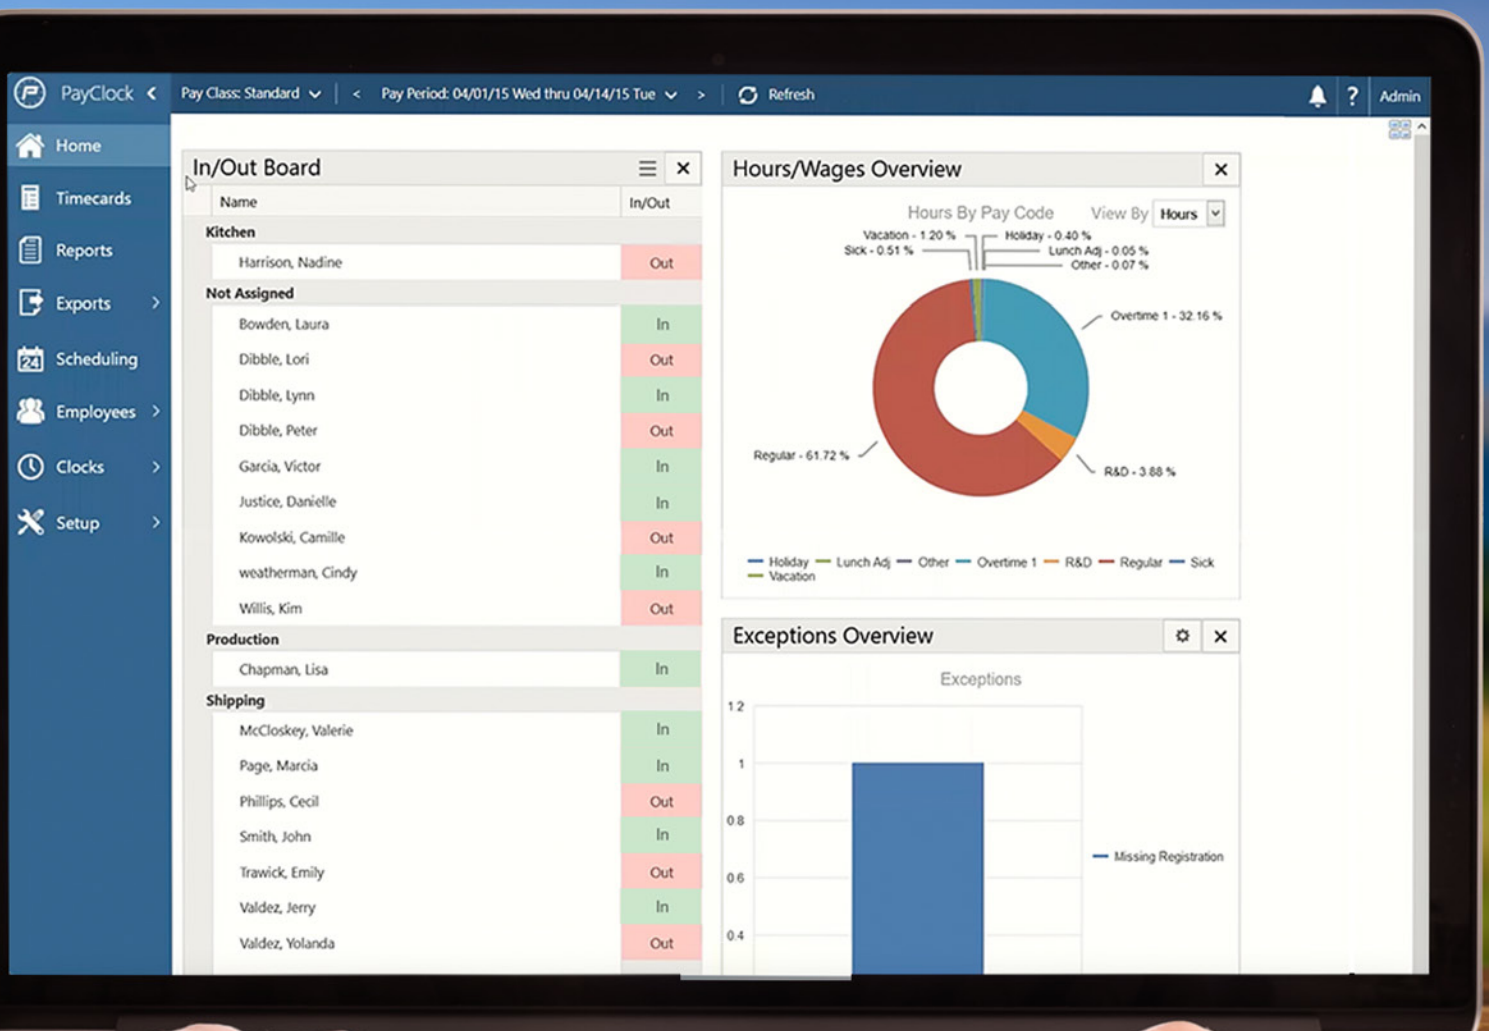 PayClock
Pay Class: Standard
Pay Period: 04/01/15 Wed thru 04/14/15 Tue
Refresh
?
Admin
Home
Timecards
Reports
Exports
24
Scheduling
Employees
Clocks
Setup
In/Out Board
Name In/Out
Kitchen
Harrison, Nadine Out
Not Assigned
Bowden, Laura In
Dibble, Lori Out
Dibble, Lynn In
Dibble, Peter Out
Garcia, Victor In
Justice, Danielle In
Kowolski, Camille Out
weatherman, Cindy In
Willis, Kim Out
Production
Chapman, Lisa In
Shipping
McCloskey, Valerie In
Page, Marcia In
Phillips, Cecil Out
Smith, John In
Trawick, Emily Out
Valdez, Jerry In
Valdez, Yolanda Out
Hours/Wages Overview
Hours By Pay Code View By Hours
Vacation - 1.20 % Holiday - 0.40 %
Sick - 0.51 % Lunch Adj - 0.05 %
Other - 0.07 %
Overtime 1 - 32.16 %
Regular - 61.72 %
R&D - 3.88 %
Holiday Lunch Adj Other Overtime 1 R&D Regular Sick
Vacation
Exceptions Overview
Exceptions
1.2
1
0.8
Missing Registration
0.6
0.4